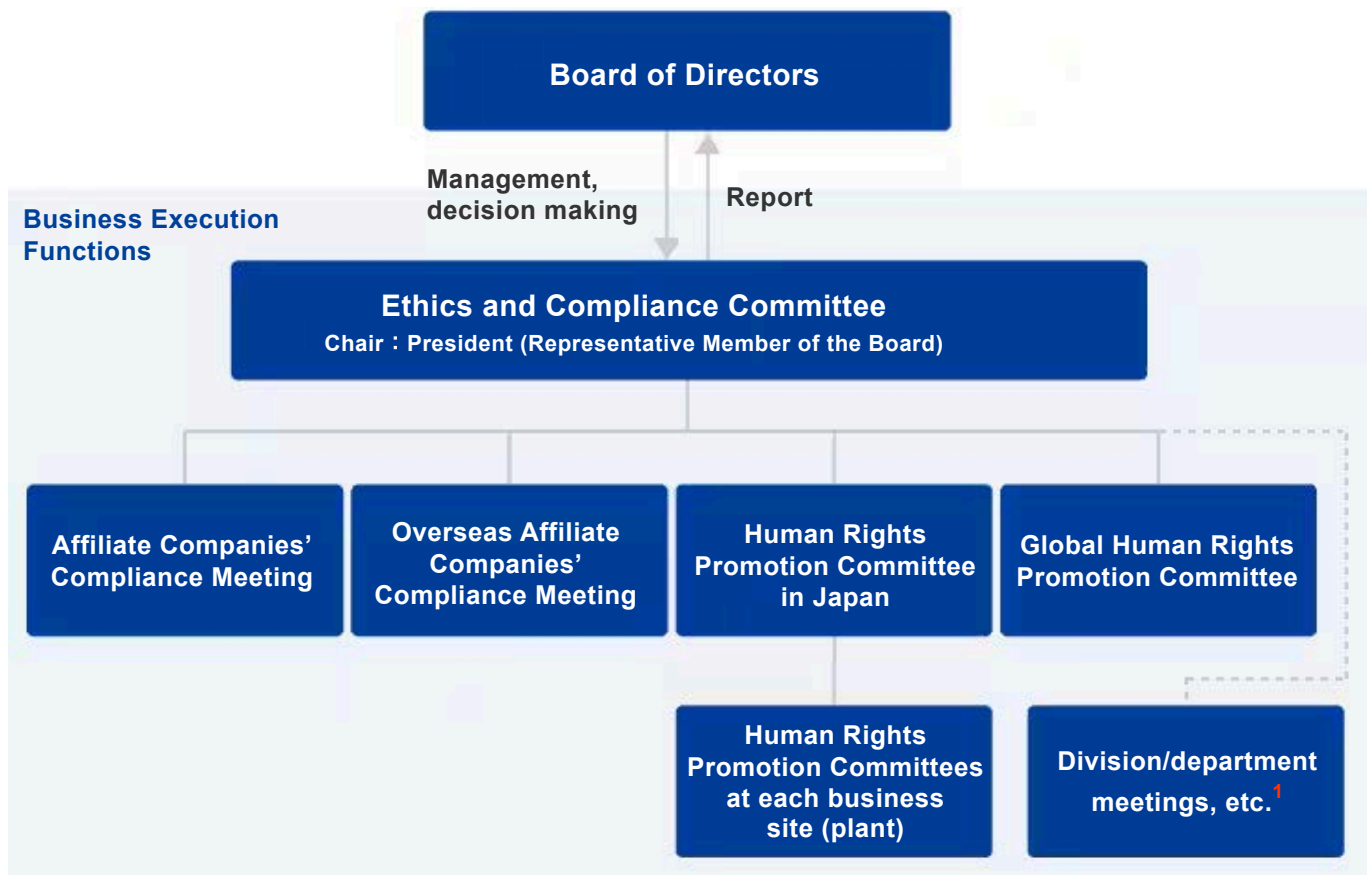 Board of Directors
Management,
decision making
Report
Business Execution
Functions
Ethics and Compliance Committee
Chair：President (Representative Member of the Board)
Affiliate Companies’
Compliance Meeting
Overseas Affiliate
Companies’
Compliance Meeting
Human Rights
Promotion Committee
in Japan
Global Human Rights
Promotion Committee
Human Rights
Promotion Committees
at each business
site (plant)
Division/department
meetings, etc.1